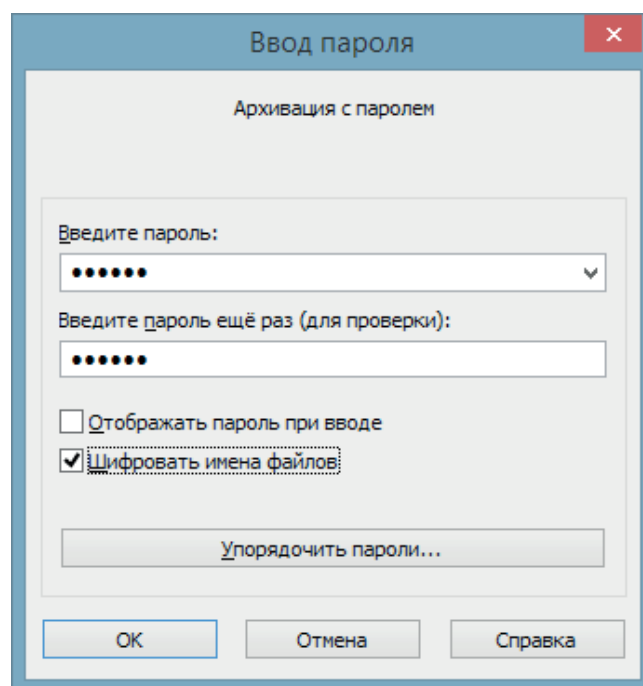 Ввод пароля
Архивация с паролем
Введите пароль:
••••••
Введите пароль ещё раз (для проверки):
••••••
Отображать пароль при вводе
Шифровать имена файлов
Упорядочить пароли...
ОК
Отмена
Справка